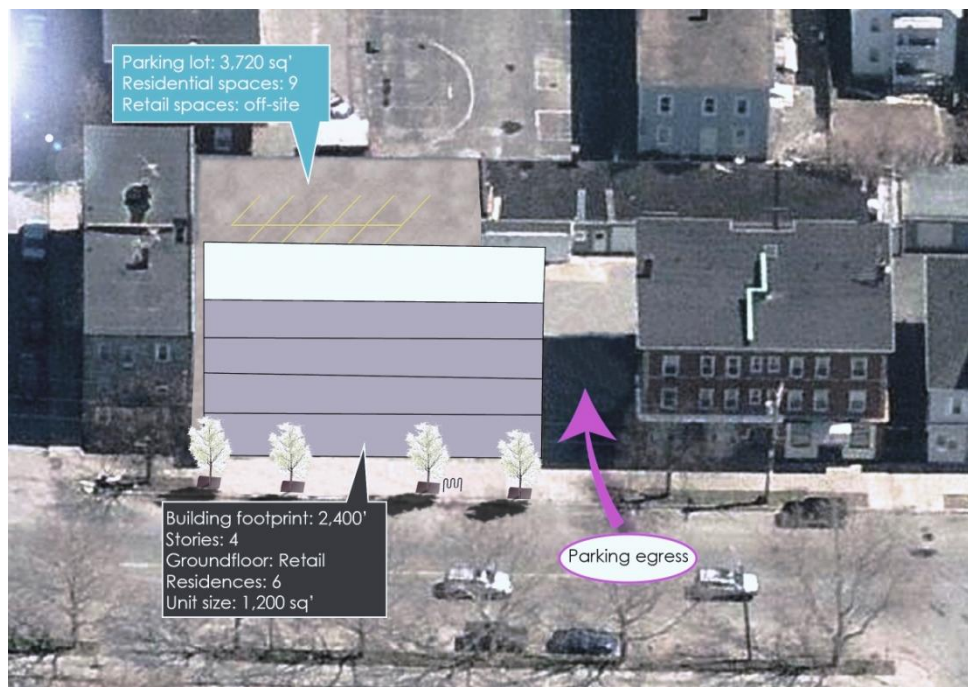 Parking lot: 3,720 sq'
Residential spaces: 9
Retail spaces: off-site
Building footprint: 2,400'
Stories: 4
Groundfloor: Retail
Residences: 6
Unit size: 1,200 sq'
Parking egress